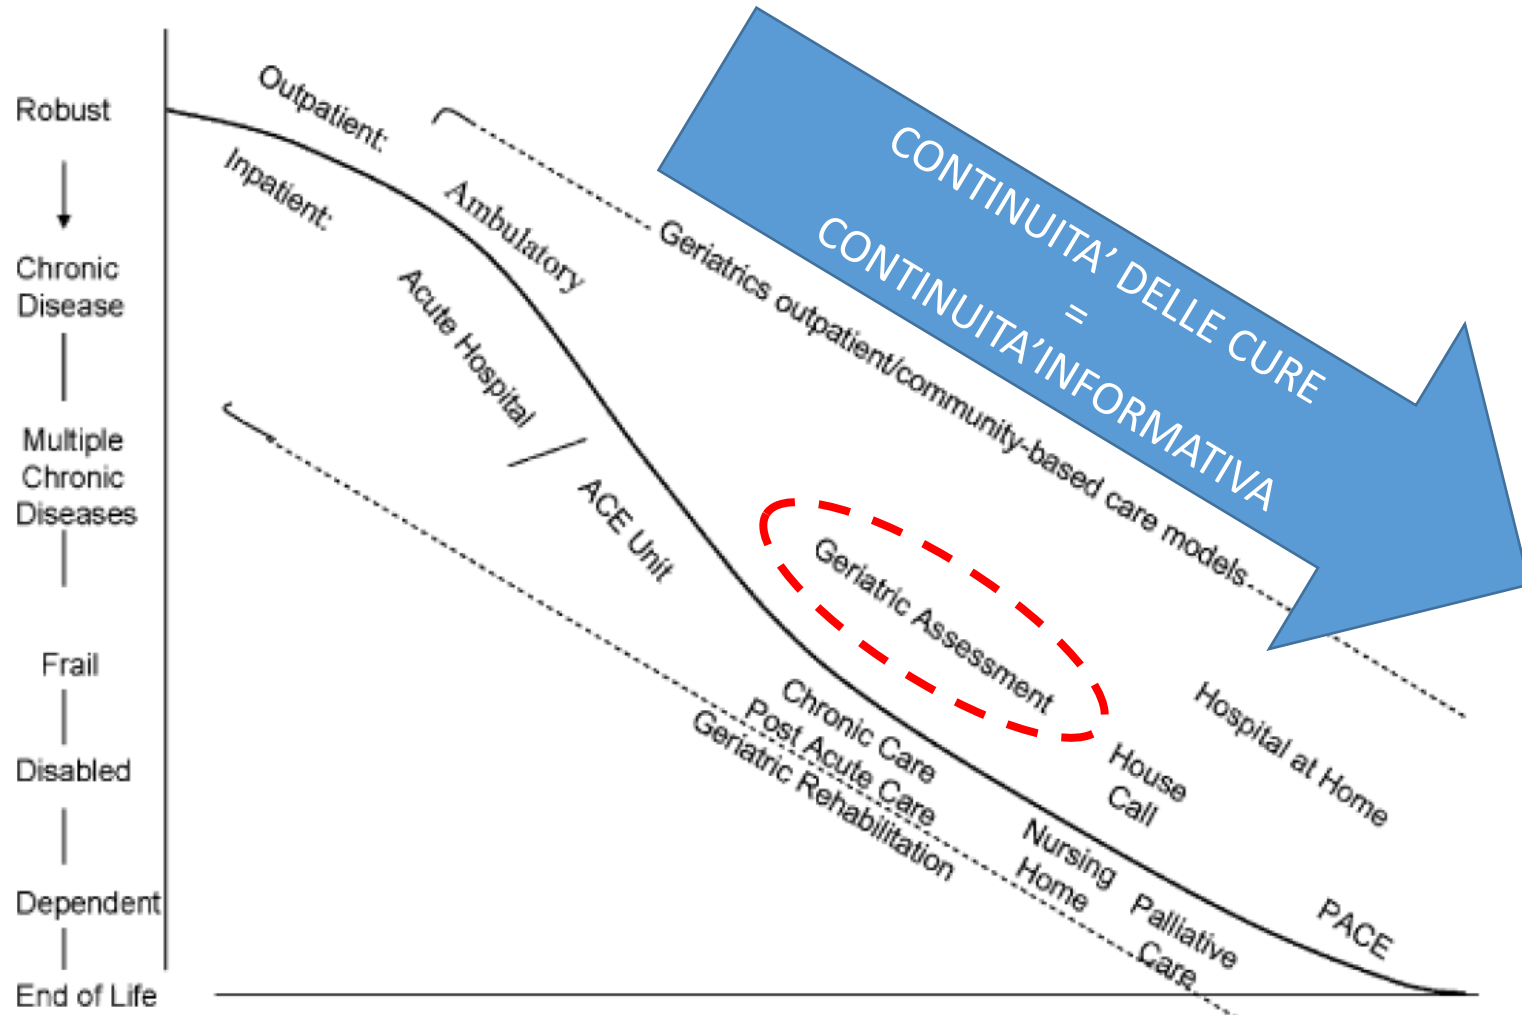 Robust
Chronic
Disease
Multiple
Chronic
Diseases
Frail
Disabled
Dependent
End of Life
Outpatient:
Inpatient:
Ambulatory
Acute Hospital
ACE Unit
Geriatrics outpatient/community-based care models
CONTINUITA’ DELLE CURE
=
CONTINUITA’INFORMATIVA
Geriatric Assessment
Chronic Care
Post Acute Care
Geriatric Rehabilitation
House
Call
Hospital at Home
Nursing
Home
Palliative
Care
PACE